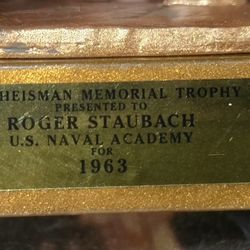 HEISMAN MEMORIAL TROPHY
PRESENTED TO
ROGER STAUBACH
U.S. NAVAL ACADEMY
FOR
1963